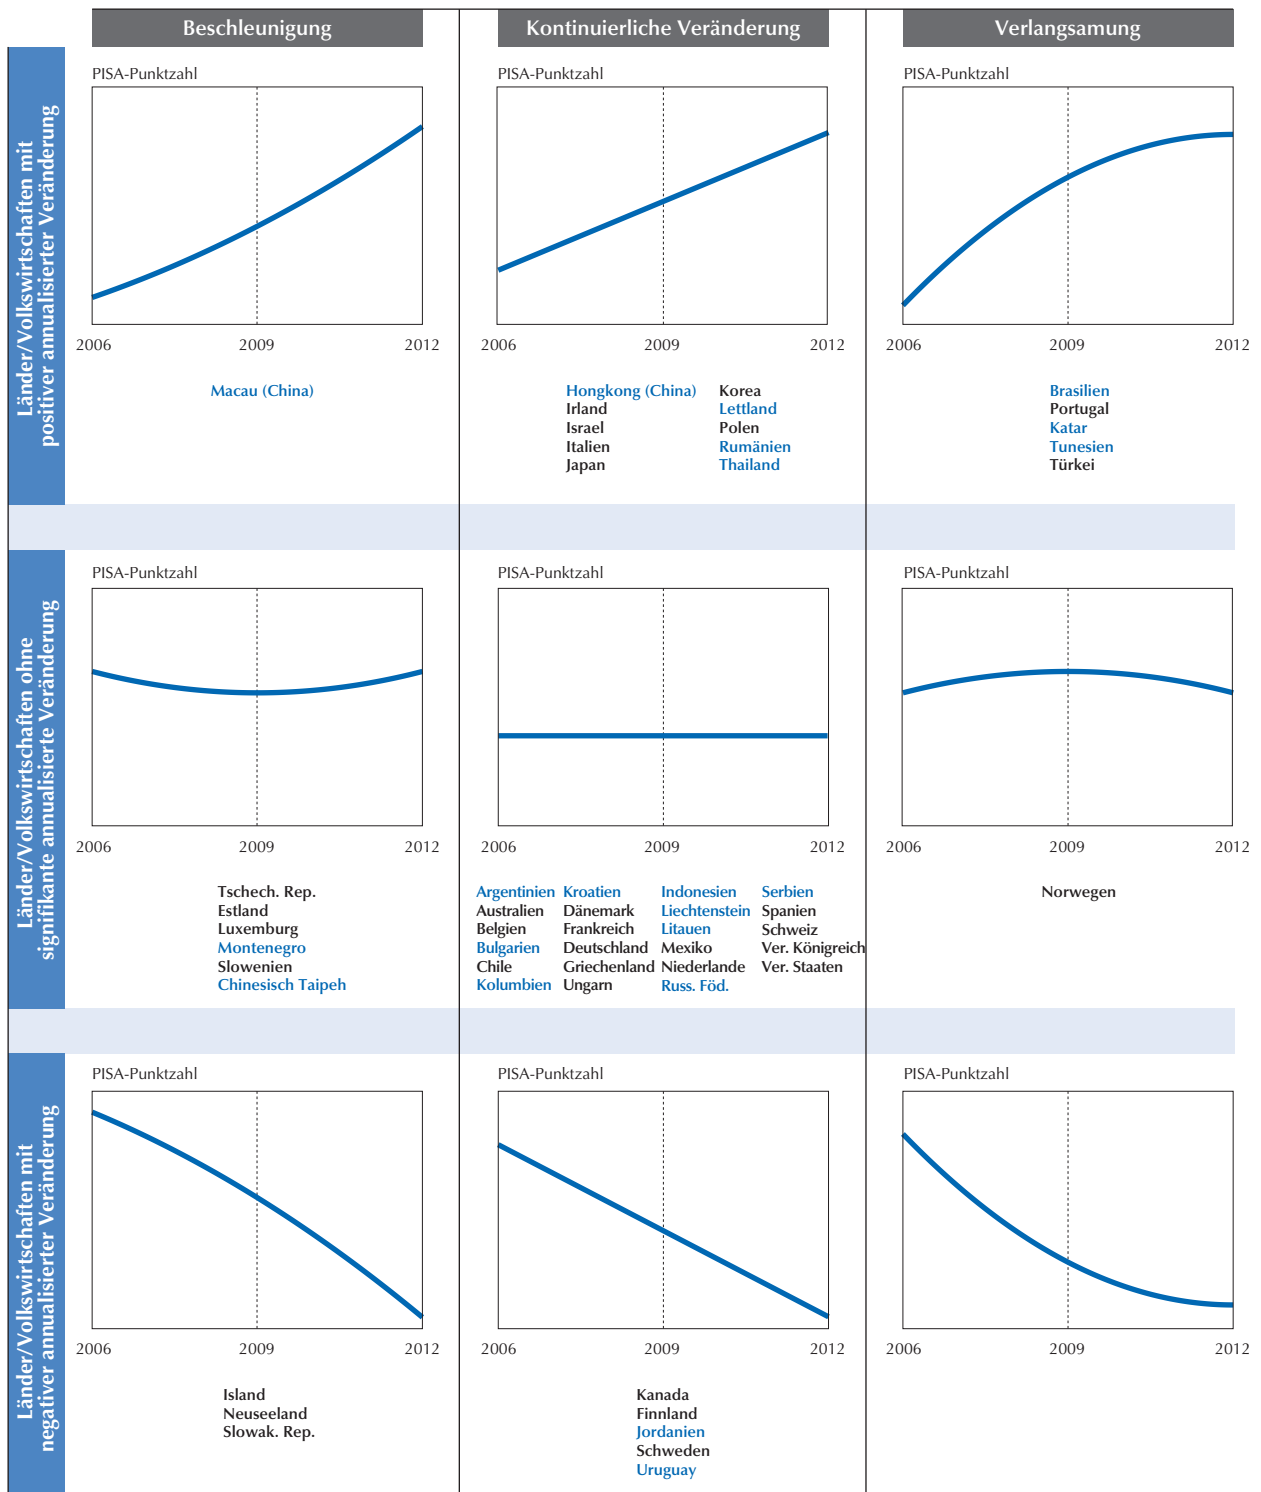 Beschleunigung
Kontinuierliche Veränderung
Verlangsamung
Länder/Volkswirtschaften mit
positiver annualisierter Veränderung
PISA-Punktzahl
2006 2009 2012
Macau (China)
PISA-Punktzahl
2006 2009 2012
Hongkong (China) Korea
Irland Lettland
Israel Polen
Italien Rumänien
Japan Thailand
PISA-Punktzahl
2006 2009 2012
Brasilien
Portugal
Katar
Tunesien
Türkei
Länder/Volkswirtschaften ohne
signifikante annualisierte Veränderung
PISA-Punktzahl
2006 2009 2012
Tschech. Rep.
Estland
Luxemburg
Montenegro
Slowenien
Chinesisch Taipeh
PISA-Punktzahl
2006 2009 2012
Argentinien Kroatien Indonesien Serbien
Australien Dänemark Liechtenstein Spanien
Belgien Frankreich Litauen Schweiz
Bulgarien Deutschland Mexiko Ver. Königreich
Chile Griechenland Niederlande Ver. Staaten
Kolumbien Ungarn Russ. Föd.
PISA-Punktzahl
2006 2009 2012
Norwegen
Länder/Volkswirtschaften mit
negativer annualisierter Veränderung
PISA-Punktzahl
2006 2009 2012
Island
Neuseeland
Slowak. Rep.
PISA-Punktzahl
2006 2009 2012
Kanada
Finnland
Jordanien
Schweden
Uruguay
PISA-Punktzahl
2006 2009 2012